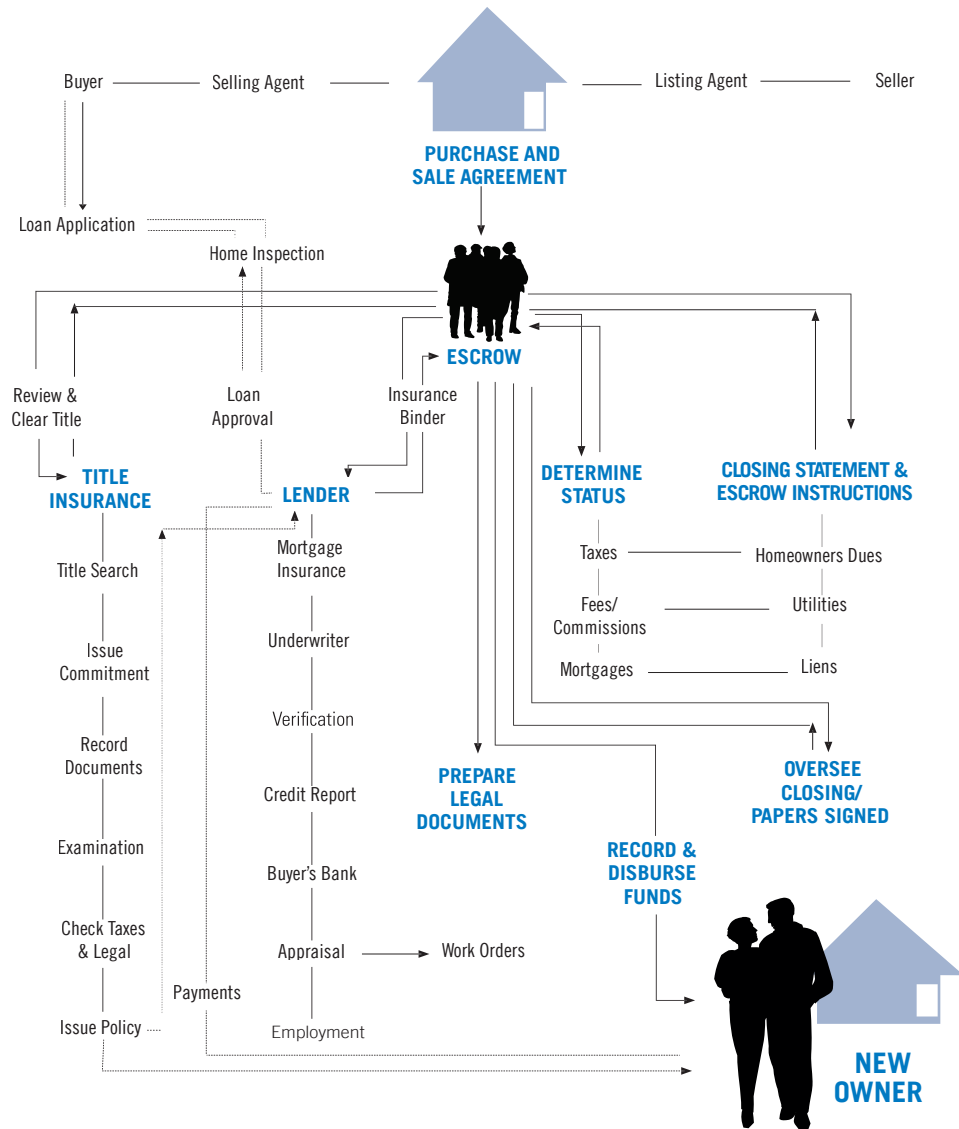 Buyer
Selling Agent
Listing Agent
Seller
PURCHASE AND
SALE AGREEMENT
Loan Application
Home Inspection
ESCROW
Review &
Clear Title
Loan
Approval
Insurance
Binder
TITLE
INSURANCE
LENDER
DETERMINE
STATUS
CLOSING STATEMENT &
ESCROW INSTRUCTIONS
Title Search
Mortgage
Insurance
Taxes
Homeowners Dues
Fees/
Commissions
Utilities
Issue
Commitment
Underwriter
Mortgages
Liens
Record
Documents
Verification
PREPARE
LEGAL
DOCUMENTS
OVERSEE
CLOSING/
PAPERS SIGNED
Credit Report
Examination
Buyer's Bank
RECORD &
DISBURSE
FUNDS
Check Taxes
& Legal
Appraisal
Work Orders
Payments
Issue Policy
Employment
NEW
OWNER